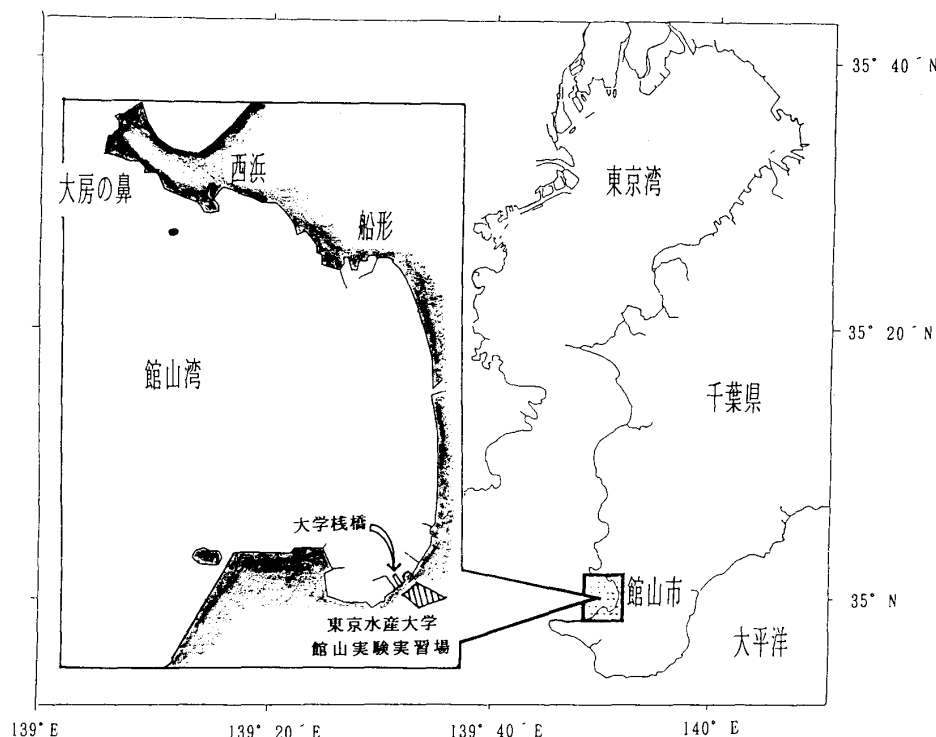 35° 40´ N
東京湾
西浜
大房の鼻
船形
35° 20´ N
館山湾
千葉県
大学桟橋
館山市
35° N
東京水産大学
館山実験実習場
大平洋
139° E
139° 20´ E
139° 40´ E
140° E